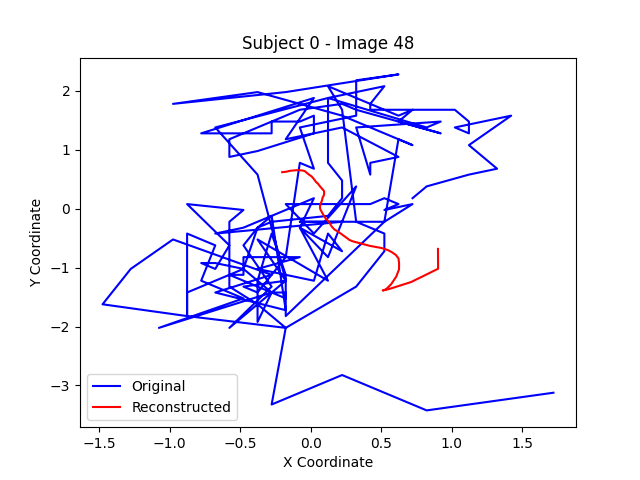 Subject 0 - Image 48
Y Coordinate
2
1
0
−1
−2
−3
Original
Reconstructed
−1.5 −1.0 −0.5 0.0 0.5 1.0 1.5
X Coordinate